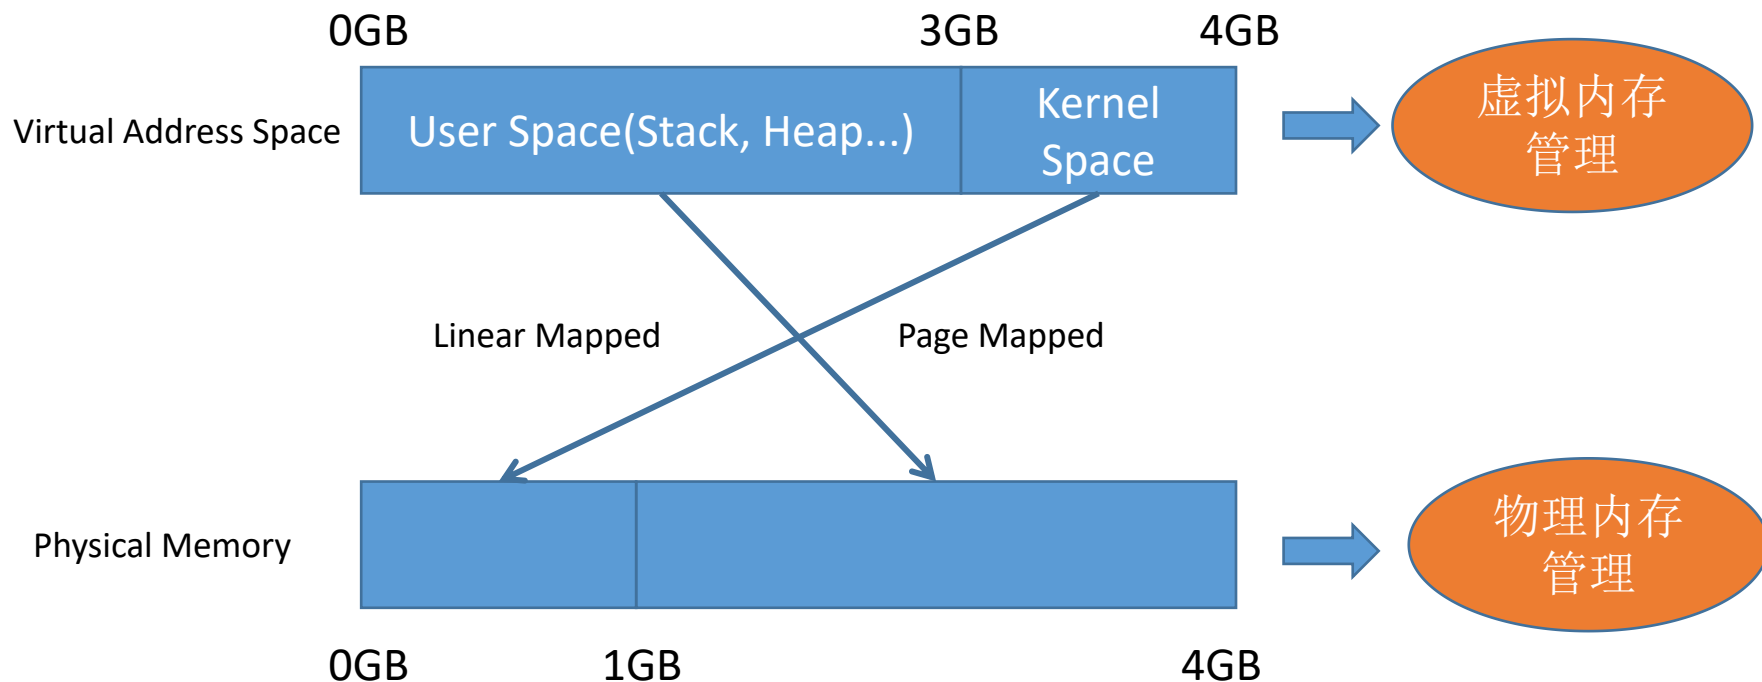 0GB
3GB
4GB
Virtual Address Space
User Space(Stack, Heap...)
Kernel
Space
虚拟内存
管理
Linear Mapped
Page Mapped
Physical Memory
物理内存
管理
0GB
1GB
4GB